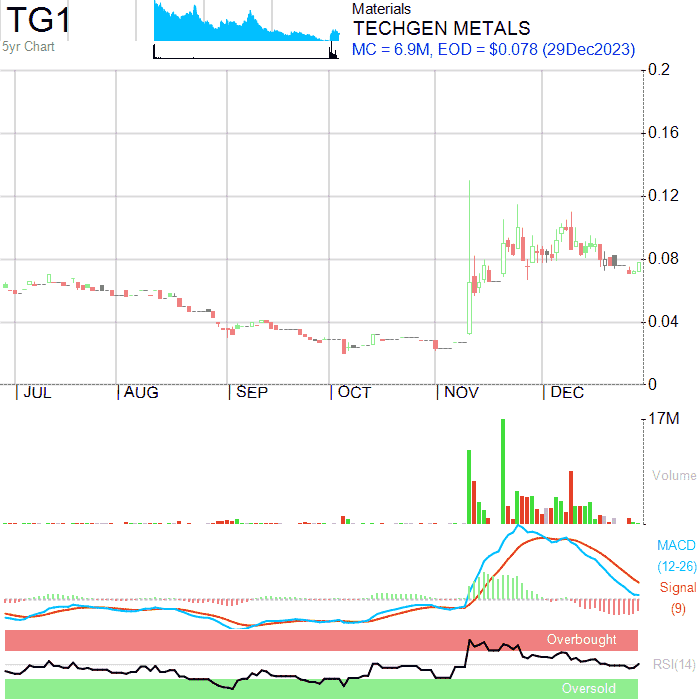 TG1
5yr Chart
Materials
TECHGEN METALS
MC = 6.9M, EOD = $0.078 (29Dec2023)
0.2
0.16
0.12
0.08
0.04
0
JUL AUG SEP OCT NOV DEC
17M
Volume
MACD
(12-26)
Signal
(9)
Overbought
RSI(14)
Oversold